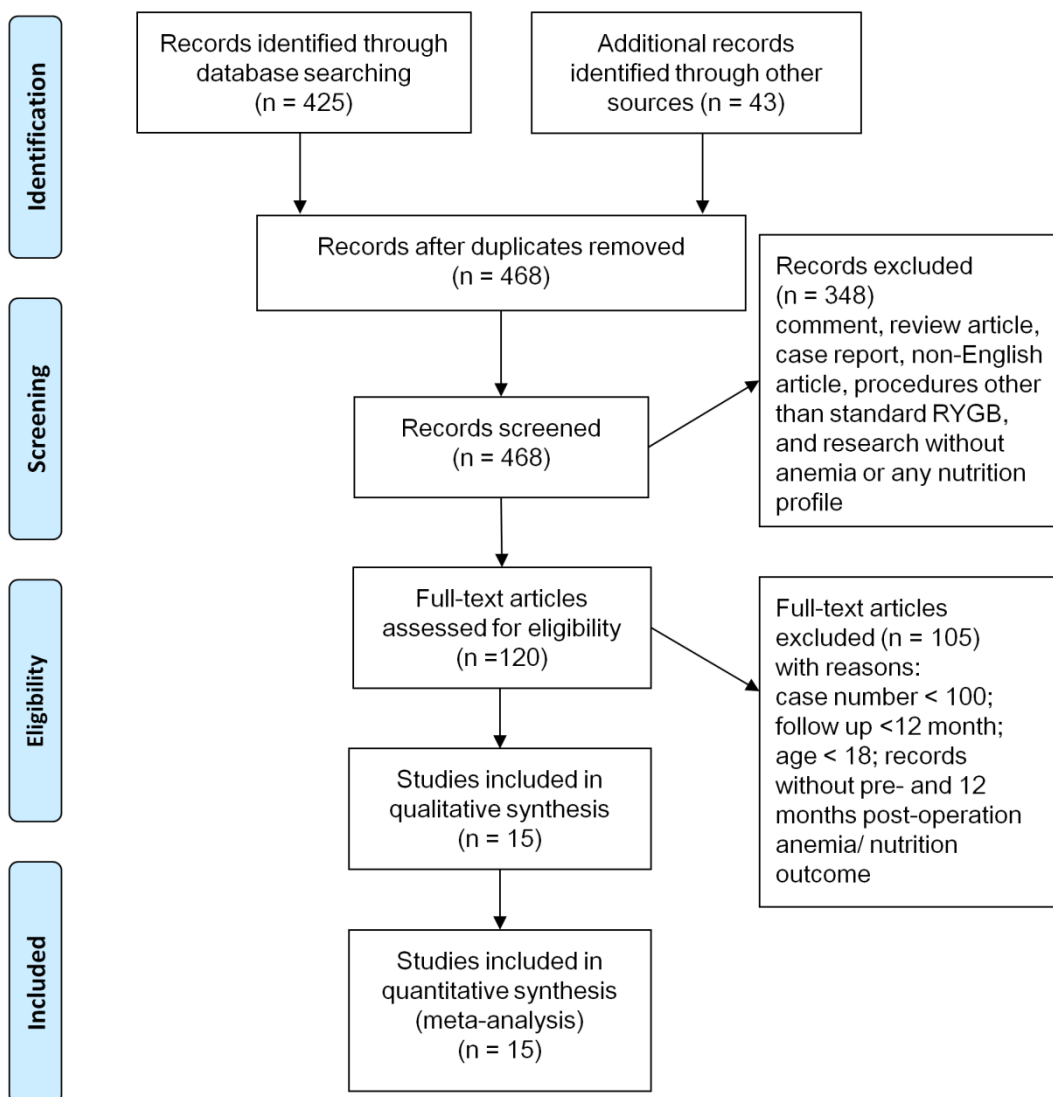 Identification
Records identified through
database searching
(n = 425)
Additional records
identified through other
sources (n = 43)
Records after duplicates removed
(n = 468)
Screening
Records screened
(n = 468)
Records excluded
(n = 348)
comment, review article,
case report, non-English
article, procedures other
than standard RYGB,
and research without
anemia or any nutrition
profile
Eligibility
Full-text articles
assessed for eligibility
(n =120)
Full-text articles
excluded (n = 105)
with reasons:
case number < 100;
follow up <12 month;
age < 18; records
without pre- and 12
months post-operation
anemia/ nutrition
outcome
Studies included in
qualitative synthesis
(n = 15)
Included
Studies included in
quantitative synthesis
(meta-analysis)
(n = 15)